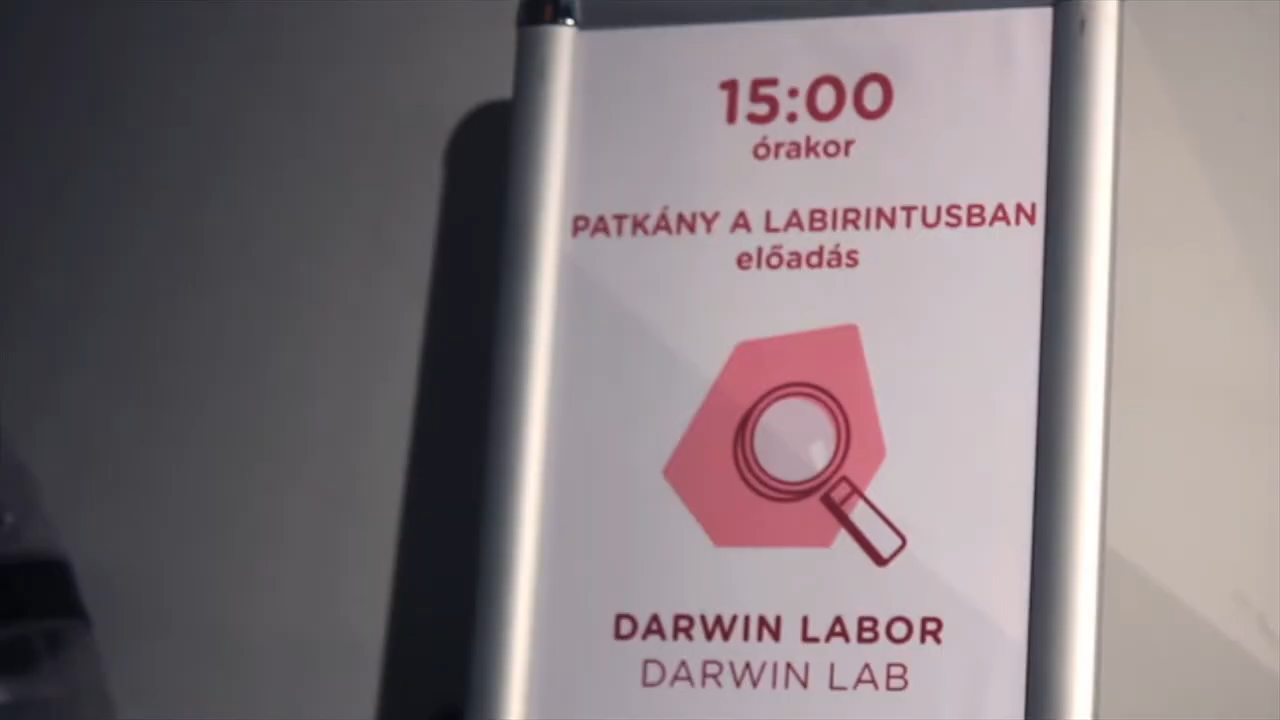 15:00
órakor
PATKÁNY A LABIRINTUSBAN
előadás
DARWIN LABOR
DARWIN LAB